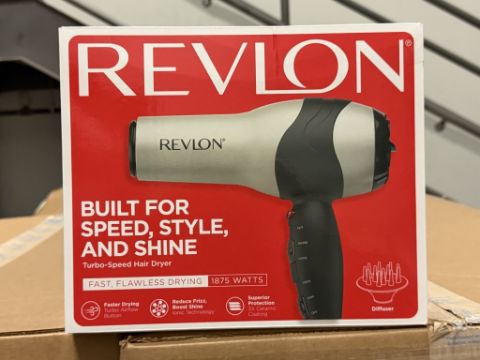 REVLON®
REVLON®
BUILT FOR
SPEED, STYLE,
AND SHINE
Turbo-Speed Hair Dryer
FAST, FLAWLESS DRYING 1875 WATTS
Faster Drying
Turbo Airflow
Button
Reduce Frizz,
Boost Shine
Ionic Technology
Superior
Protection
3X Ceramic
Coating
Diffuser